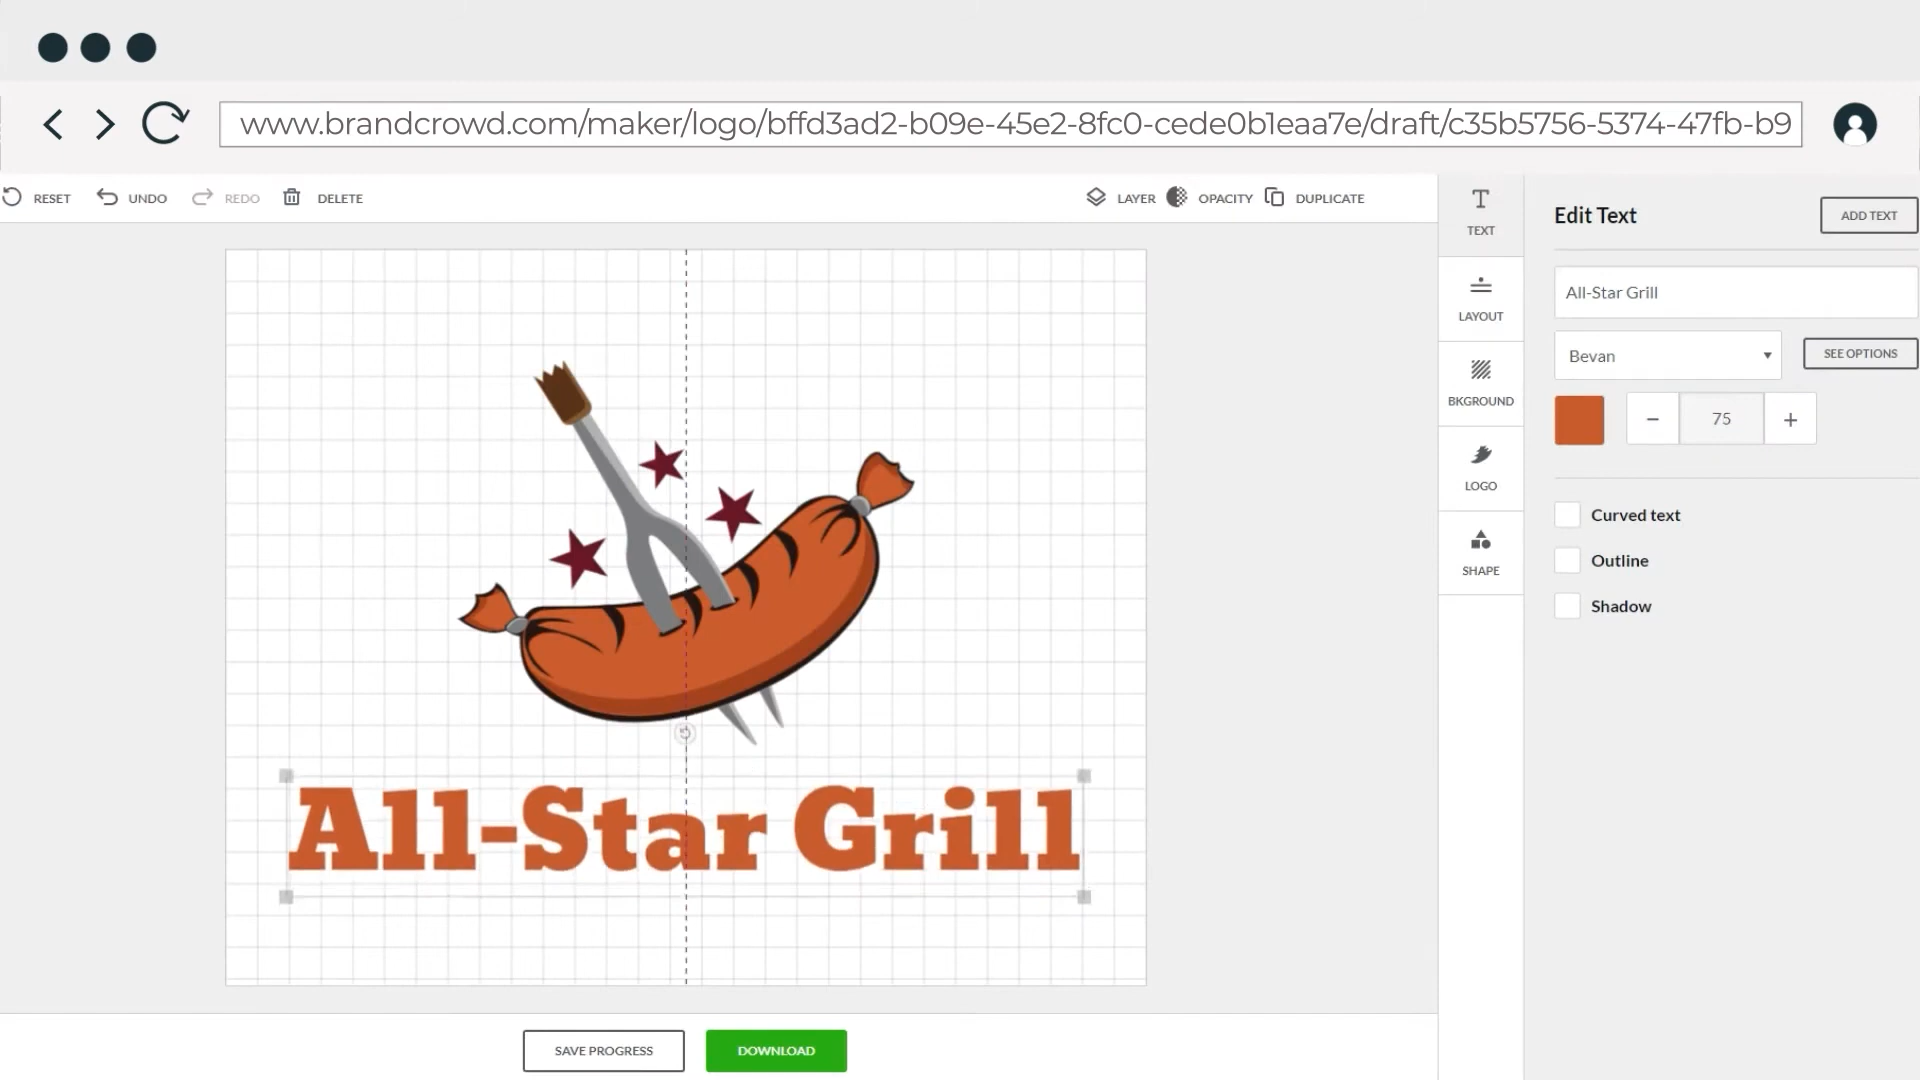 www.brandcrowd.com/maker/logo/bffd3ad2-b09e-45e2-8fc0-cede0b1eaa7e/draft/c35b5756-5374-47fb-b9
RESET UNDO REDO DELETE LAYER OPACITY DUPLICATE
TEXT
LAYOUT
BKGROUND
LOGO
SHAPE
Edit Text ADD TEXT
All-Star Grill
Bevan SEE OPTIONS
− 75 +
Curved text
Outline
Shadow
All-Star Grill
SAVE PROGRESS DOWNLOAD